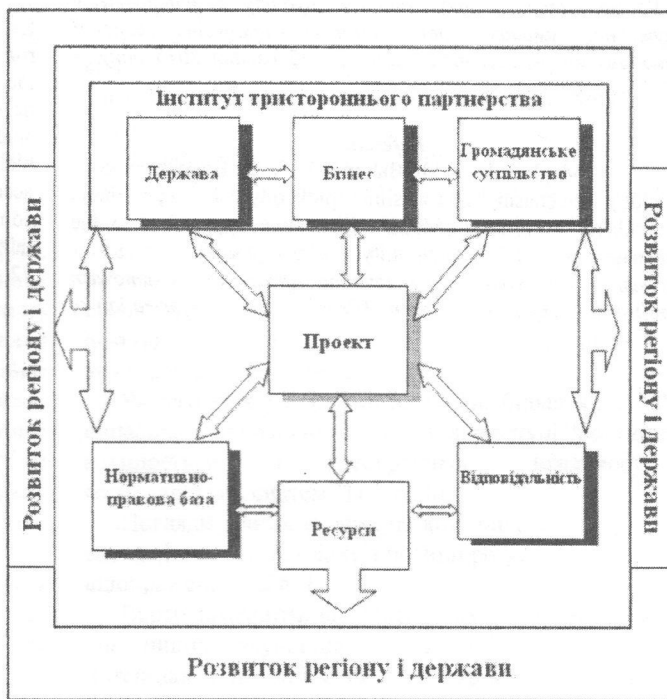 Інститут тристороннього партнерства
Держава
Бізнес
Громадянське
суспільство
Розвиток регіону і держави
Розвиток регіону і держави
Проект
Нормативно-
правова база
Ресурси
Відповідальність
Розвиток регіону і держави